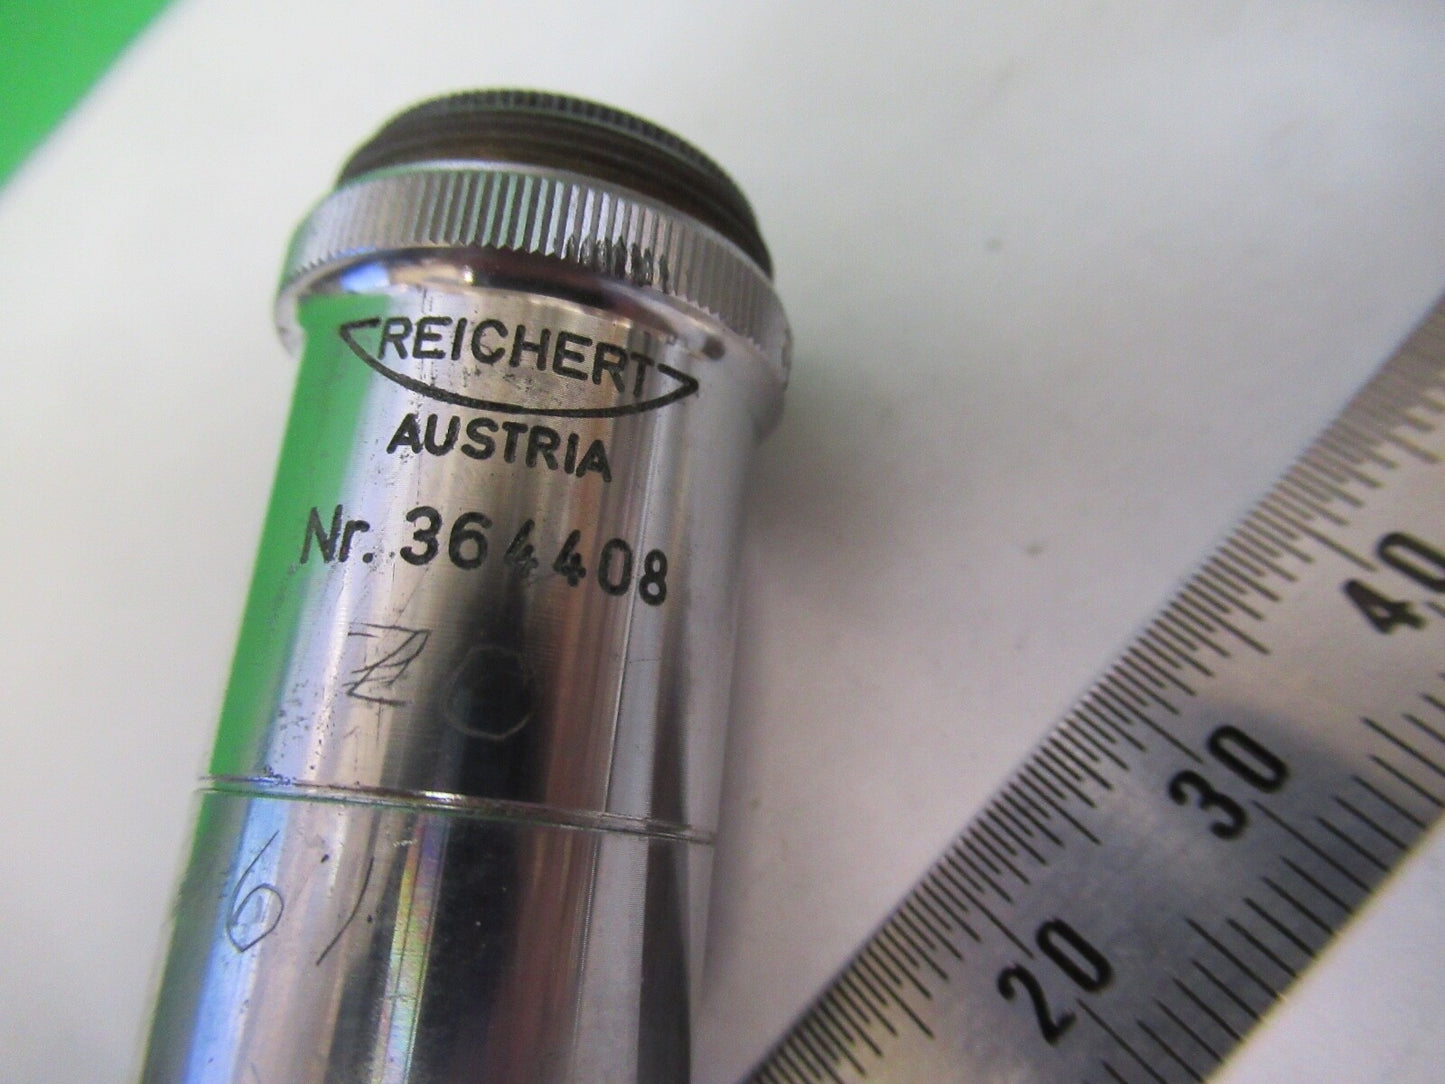 REICHERT
AUSTRIA
Nr. 364408
40
30
20